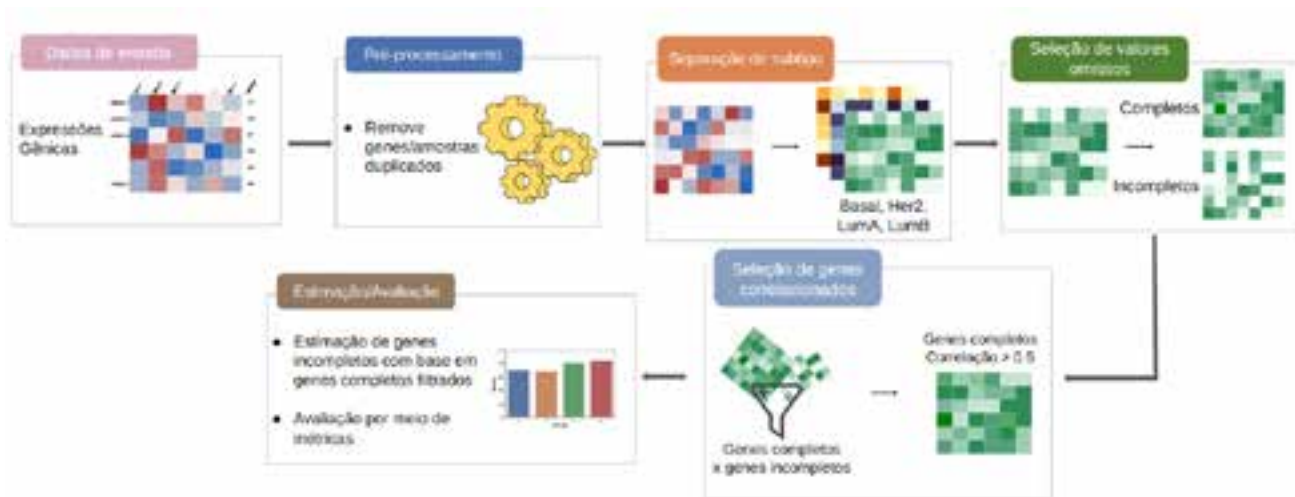 Dados de entrada
Expressões
Gênicas
Pré-processamento
● Remove
genes/amostras
duplicados
Separação de subtipo
Basal, Her2,
LumA, LumB
Seleção de valores
omissos
Completos
Incompletos
Seleção de genes
correlacionados
Genes completos
x genes incompletos
Genes completos
Correlação > 0.5
Estimação/Avaliação
● Estimação de genes
incompletos com base em
genes completos filtrados
● Avaliação por meio de
métricas